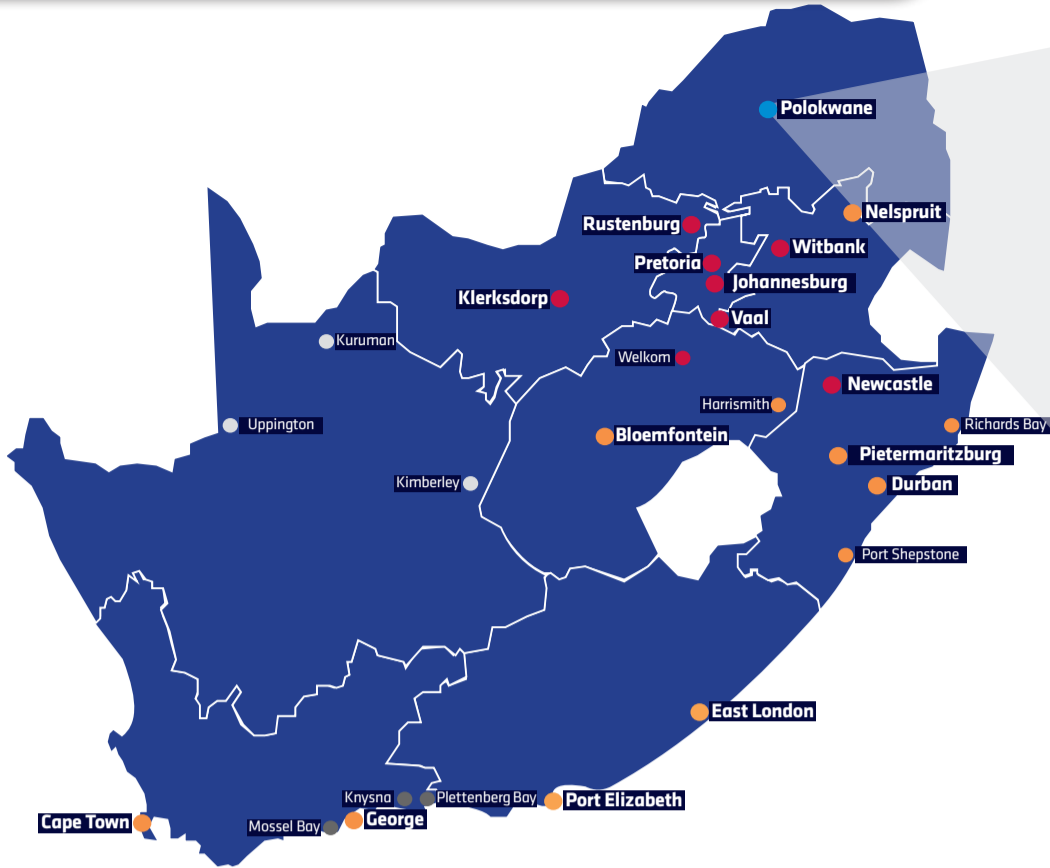 Polokwane
Nelspruit
Rustenburg
Witbank
Pretoria
Johannesburg
Klerksdorp
Vaal
Kuruman
Welkom
Newcastle
Harrismith
Uppington
Richards Bay
Bloemfontein
Pietermaritzburg
Kimberley
Durban
Port Shepstone
East London
Knysna
Plettenberg Bay
Port Elizabeth
Cape Town
Mossel Bay
George